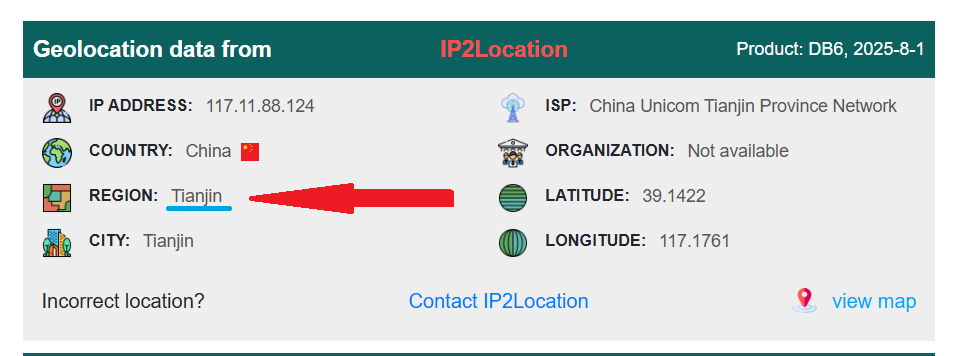 Geolocation data from IP2Location Product: DB6, 2025-8-1
IP ADDRESS: 117.11.88.124 ISP: China Unicom Tianjin Province Network
COUNTRY: China ORGANIZATION: Not available
REGION: Tianjin LATITUDE: 39.1422
CITY: Tianjin LONGITUDE: 117.1761
Incorrect location? Contact IP2Location view map